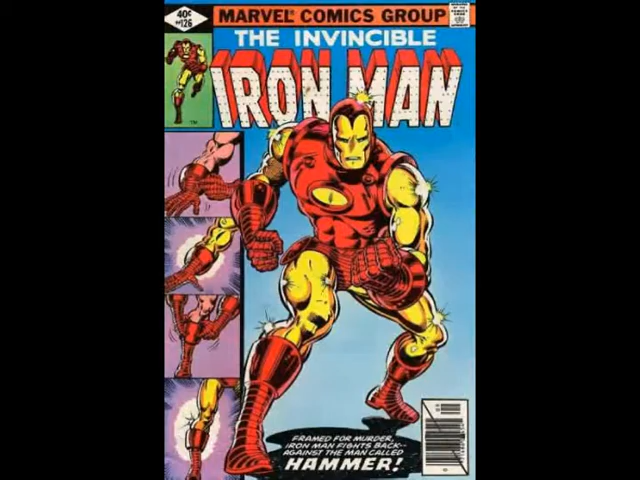 40¢
#126
MARVEL® COMICS GROUP
THE INVINCIBLE
IRON MAN
FRAMED FOR MURDER,
IRON MAN FIGHTS BACK--
AGAINST THE MAN CALLED
HAMMER!